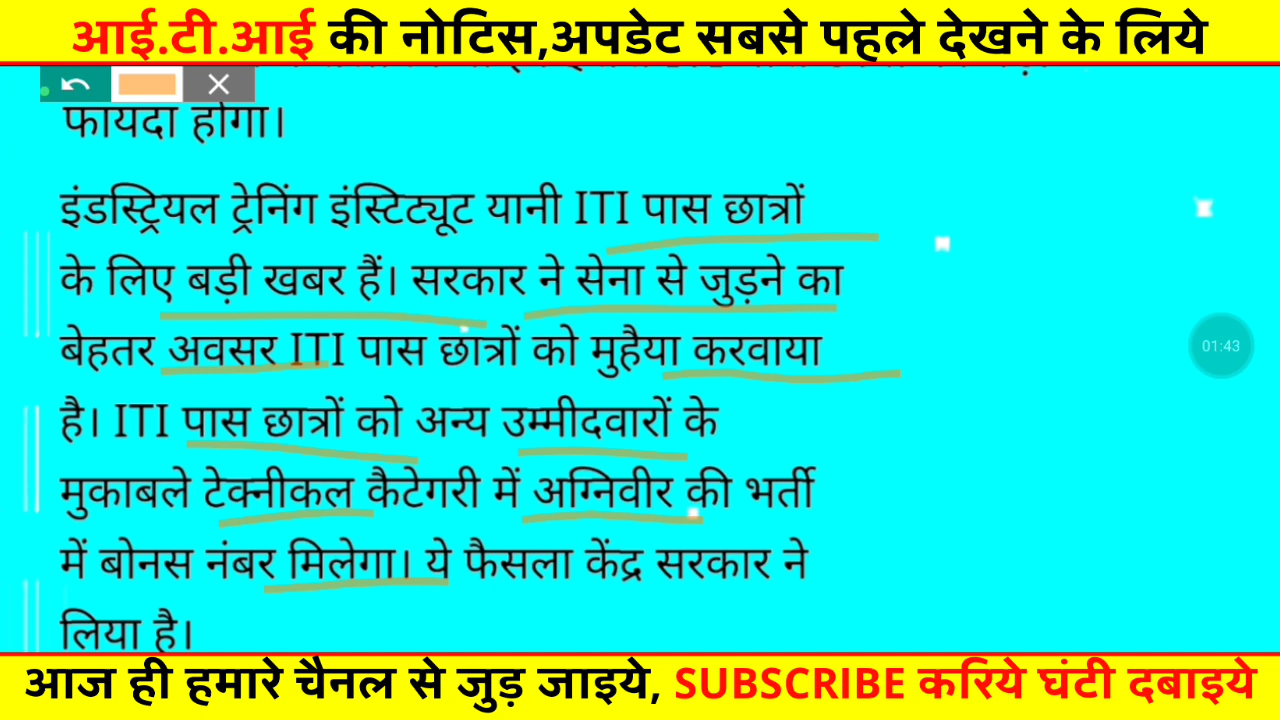 आई.टी.आई की नोटिस,अपडेट सबसे पहले देखने के लिये
फायदा होगा।
इंडस्ट्रियल ट्रेनिंग इंस्टिट्यूट यानी ITI पास छात्रों
के लिए बड़ी खबर हैं। सरकार ने सेना से जुड़ने का
01:43
बेहतर अवसर ITI पास छात्रों को मुहैया करवाया
है। ITI पास छात्रों को अन्य उम्मीदवारों के
मुकाबले टेक्नीकल कैटेगरी में अग्निवीर की भर्ती
में बोनस नंबर मिलेगा। ये फैसला केंद्र सरकार ने
लिया है।
आज ही हमारे चैनल से जुड़ जाइये, SUBSCRIBE करिये घंटी दबाइये